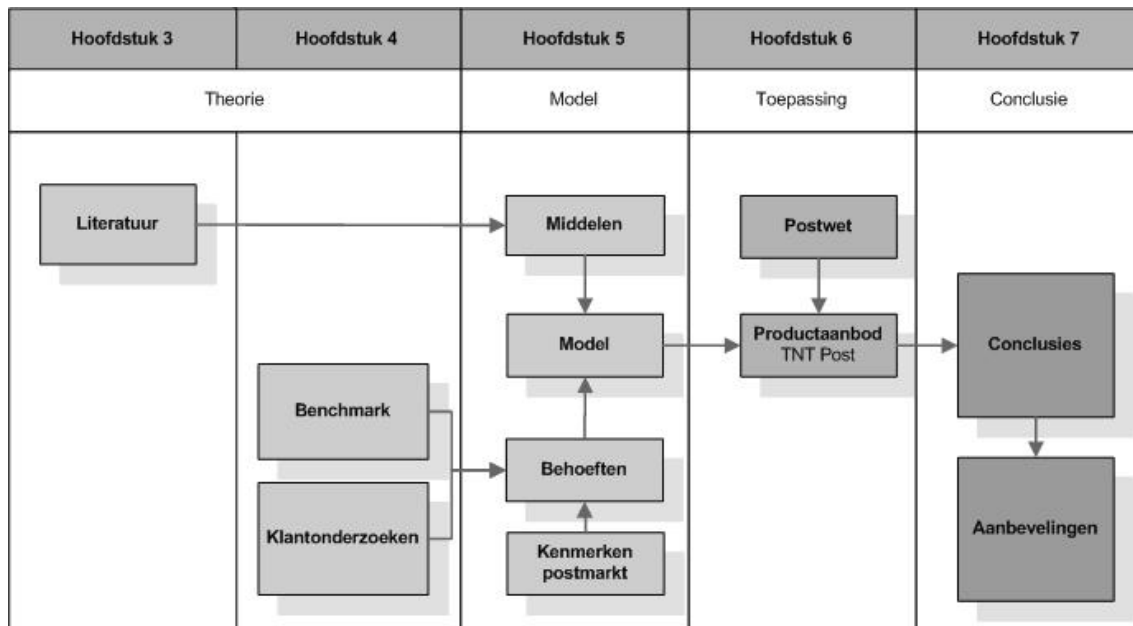 Hoofdstuk 3
Hoofdstuk 4
Hoofdstuk 5
Hoofdstuk 6
Hoofdstuk 7
Theorie
Model
Toepassing
Conclusie
Literatuur
Middelen
Postwet
Model
Productaanbod
TNT Post
Conclusies
Benchmark
Behoeften
Klantonderzoeken
Kenmerken
postmarkt
Aanbevelingen